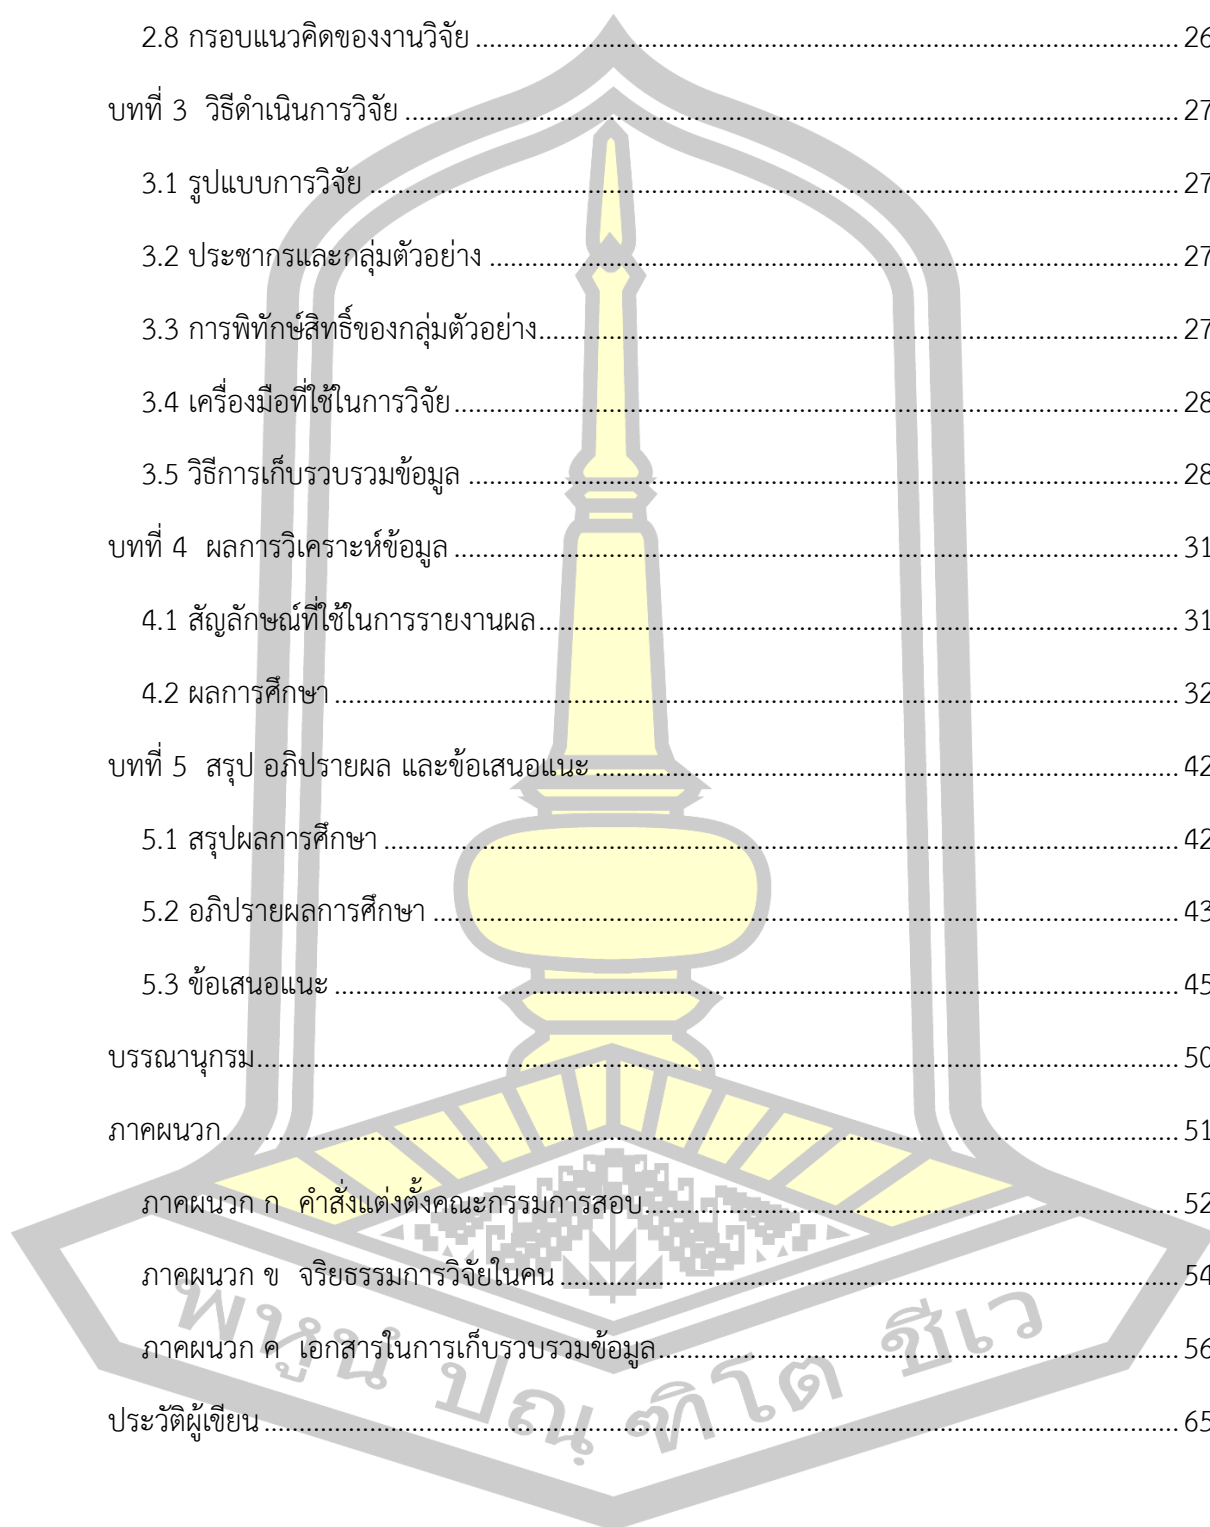 2.8 กรอบแนวคิดของงานวิจัย ........................................ 26
บทที่ 3 วิธีดำเนินการวิจัย ........................................ 27
3.1 รูปแบบการวิจัย ........................................ 27
3.2 ประชากรและกลุ่มตัวอย่าง ........................................ 27
3.3 การพิทักษ์สิทธิ์ของกลุ่มตัวอย่าง ........................................ 27
3.4 เครื่องมือที่ใช้ในการวิจัย ........................................ 28
3.5 วิธีการเก็บรวบรวมข้อมูล ........................................ 28
บทที่ 4 ผลการวิเคราะห์ข้อมูล ........................................ 31
4.1 สัญลักษณ์ที่ใช้ในการรายงานผล ........................................ 31
4.2 ผลการศึกษา ........................................ 32
บทที่ 5 สรุป อภิปรายผล และข้อเสนอแนะ ........................................ 42
5.1 สรุปผลการศึกษา ........................................ 42
5.2 อภิปรายผลการศึกษา ........................................ 43
5.3 ข้อเสนอแนะ ........................................ 45
บรรณานุกรม ........................................ 50
ภาคผนวก ........................................ 51
ภาคผนวก ก คำสั่งแต่งตั้งคณะกรรมการสอบ ........................................ 52
ภาคผนวก ข จริยธรรมการวิจัยในคน ........................................ 54
ภาคผนวก ค เอกสารในการเก็บรวบรวมข้อมูล ........................................ 56
ประวัติผู้เขียน ........................................ 65
พหูนํ ปณฺฑิโต ชีเว